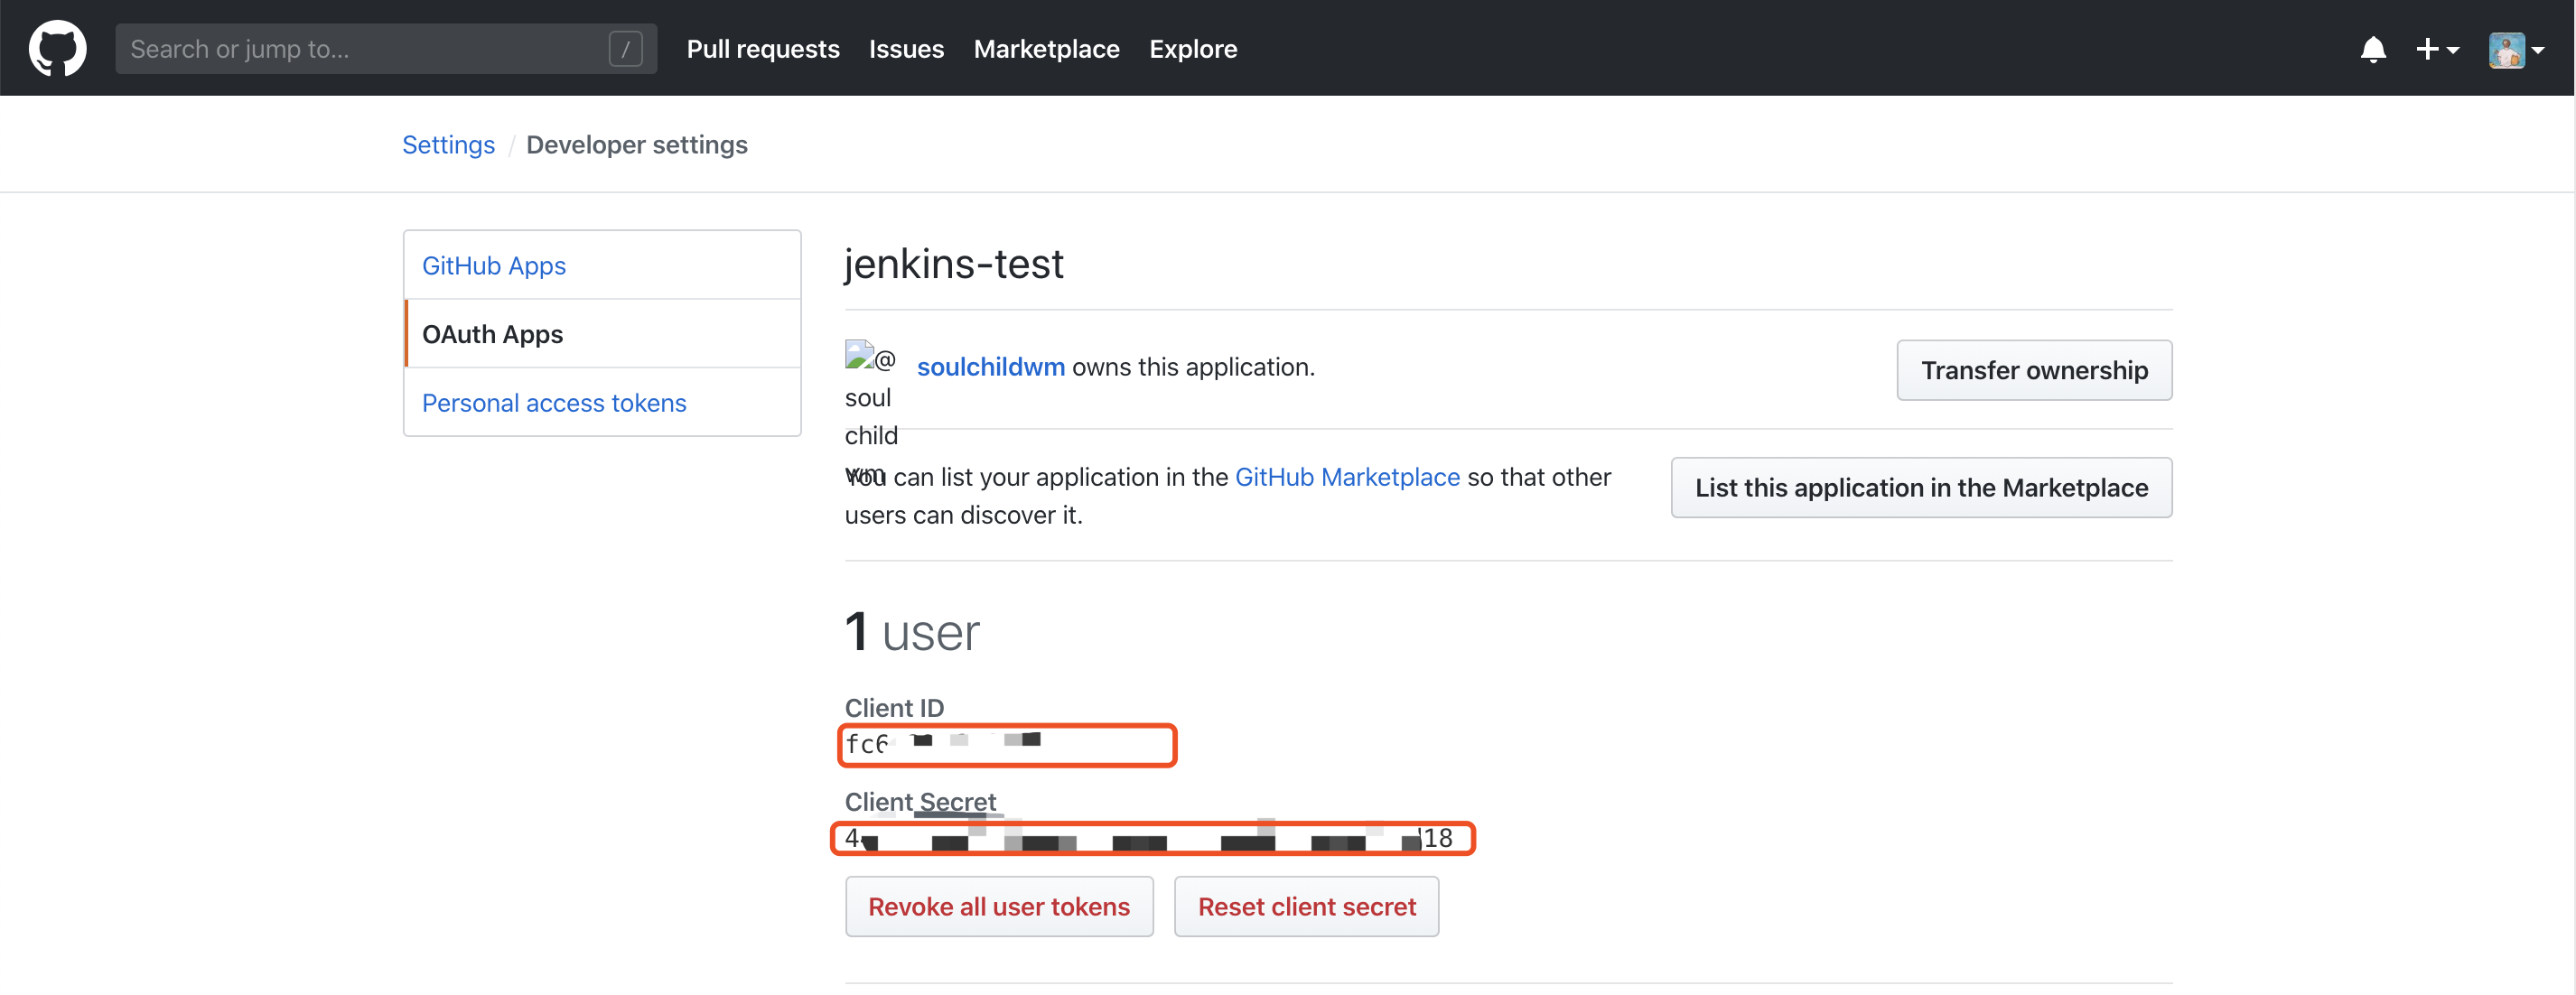 Search or jump to... /
Pull requests Issues Marketplace Explore
Settings / Developer settings
GitHub Apps
OAuth Apps
Personal access tokens
jenkins-test
@soulchildwm
soulchildwm owns this application.
Transfer ownership
You can list your application in the GitHub Marketplace so that other
users can discover it.
List this application in the Marketplace
1 user
Client ID
fc6
Client Secret
4 18
Revoke all user tokens Reset client secret